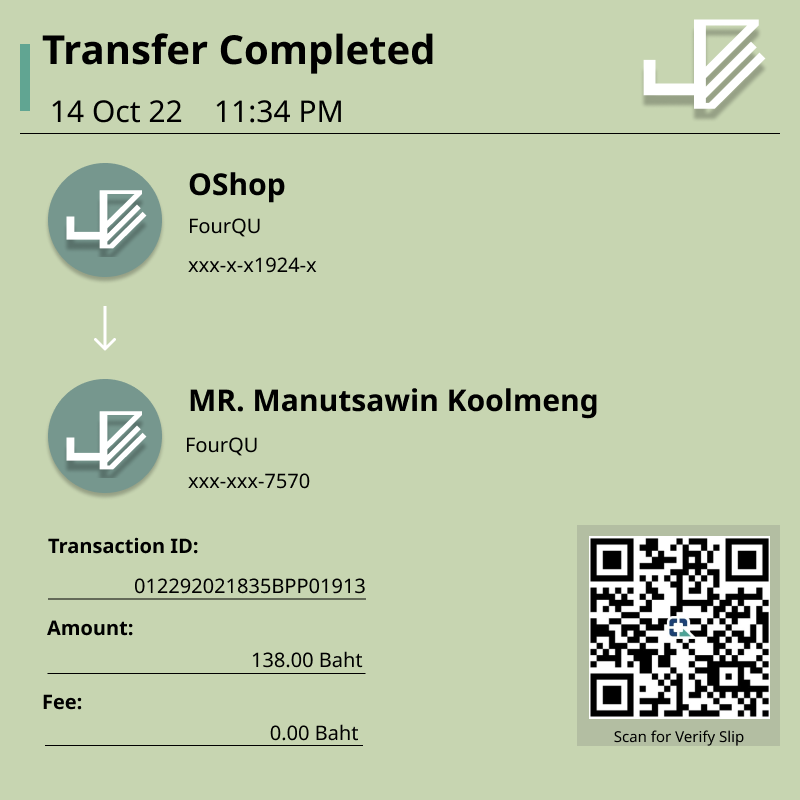 Transfer Completed
14 Oct 22 11:34 PM
OShop
FourQU
xxx-x-x1924-x
MR. Manutsawin Koolmeng
FourQU
xxx-xxx-7570
Transaction ID:
012292021835BPP01913
Amount:
138.00 Baht
Fee:
0.00 Baht
Scan for Verify Slip